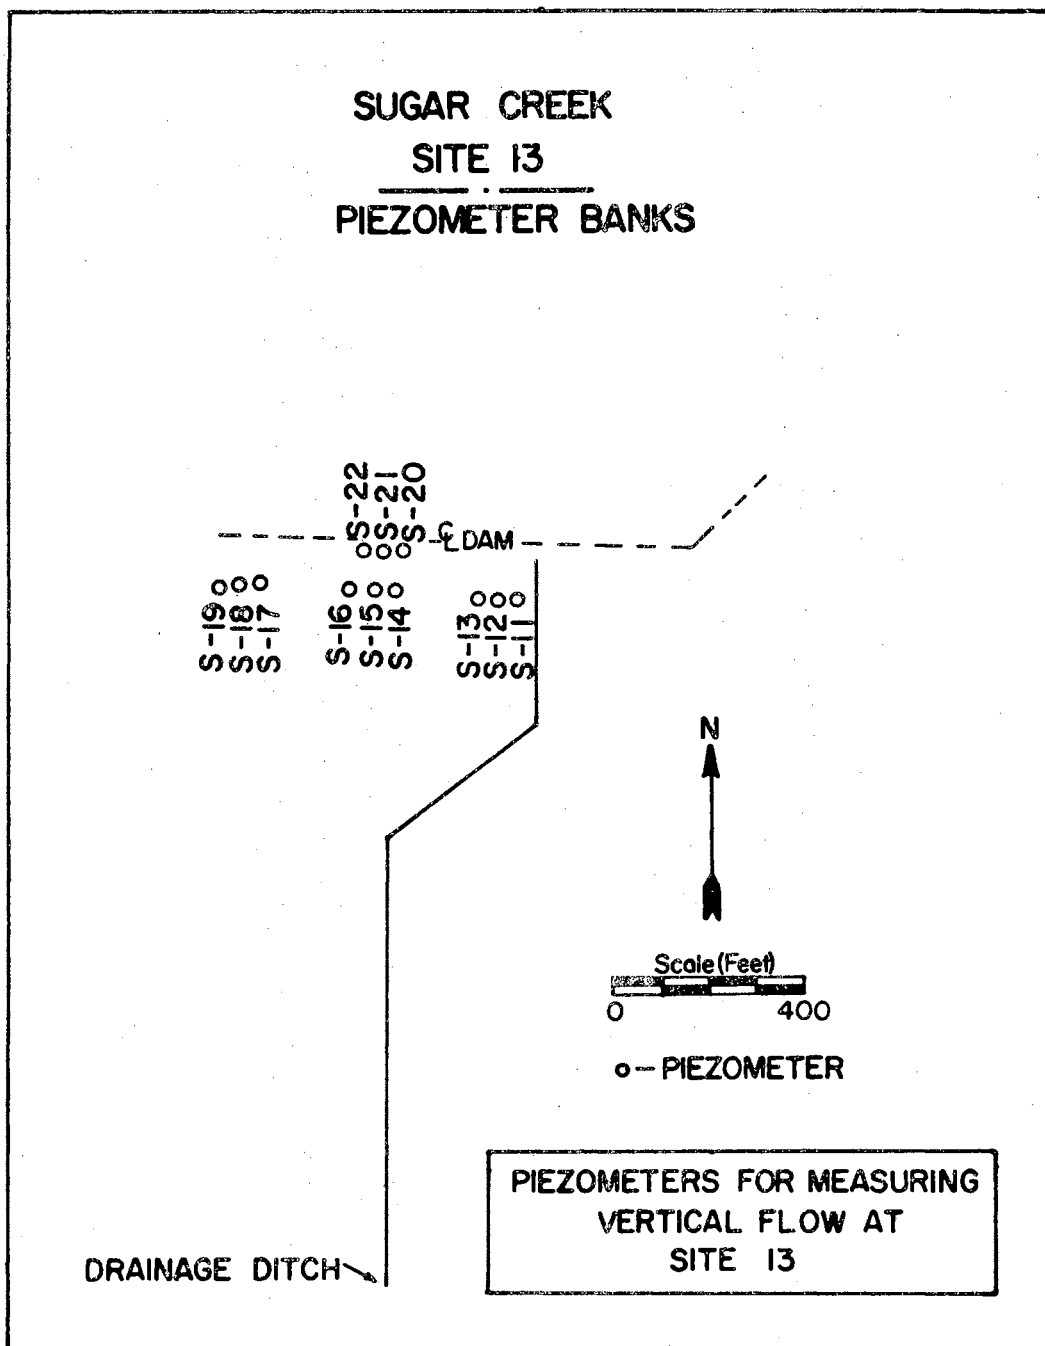 SUGAR CREEK
SITE 13
PIEZOMETER BANKS
S-22
S-21
S-20
℄ DAM
S-19
S-18
S-17
S-16
S-15
S-14
S-13
S-12
S-11
N
Scale (Feet)
0 400
o - PIEZOMETER
PIEZOMETERS FOR MEASURING
VERTICAL FLOW AT
SITE 13
DRAINAGE DITCH